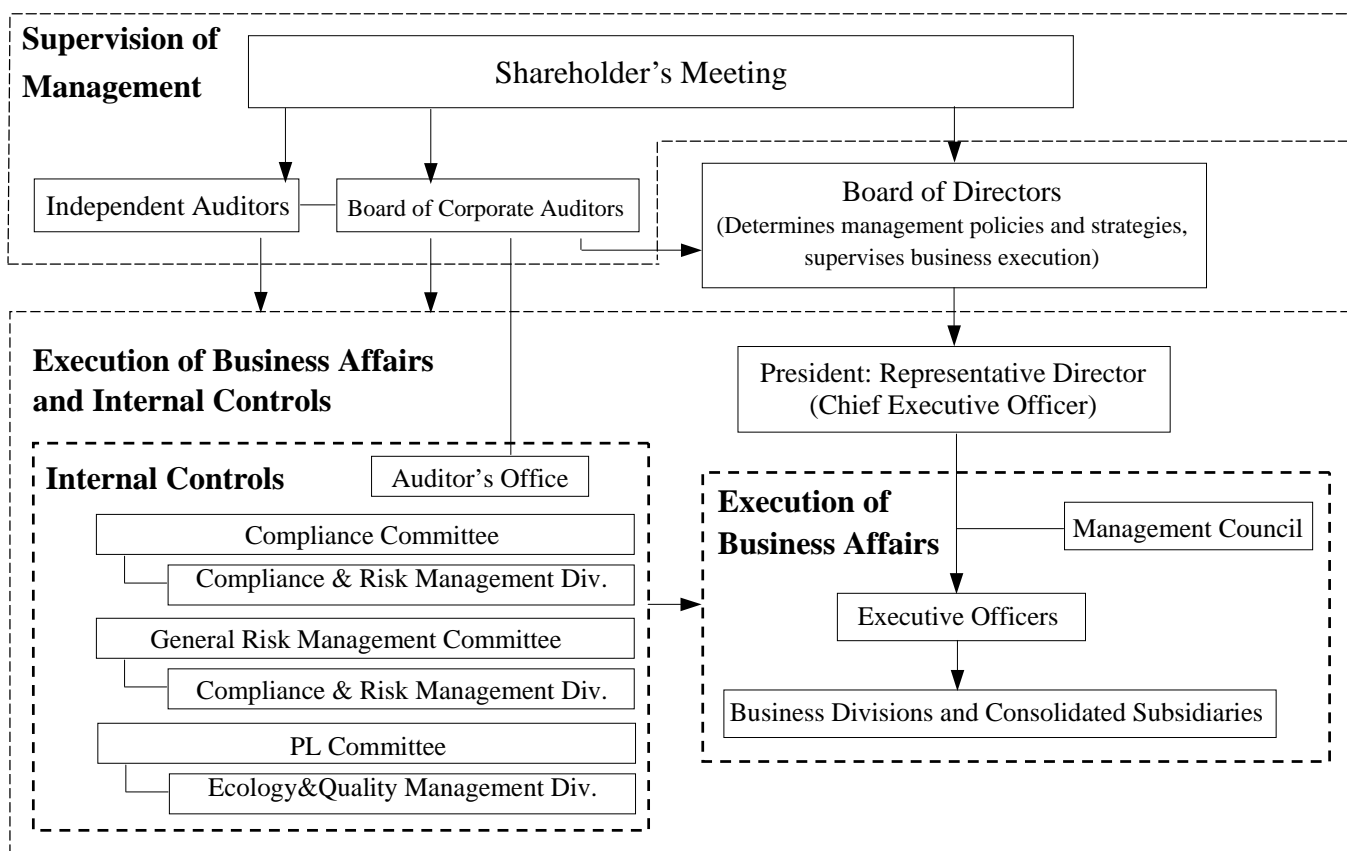 Supervision of
Management
Shareholder’s Meeting
Independent Auditors
Board of Corporate Auditors
Board of Directors
(Determines management policies and strategies,
supervises business execution)
Execution of Business Affairs
and Internal Controls
President: Representative Director
(Chief Executive Officer)
Internal Controls
Auditor’s Office
Compliance Committee
Compliance & Risk Management Div.
General Risk Management Committee
Compliance & Risk Management Div.
PL Committee
Ecology&Quality Management Div.
Execution of
Business Affairs
Management Council
Executive Officers
Business Divisions and Consolidated Subsidiaries